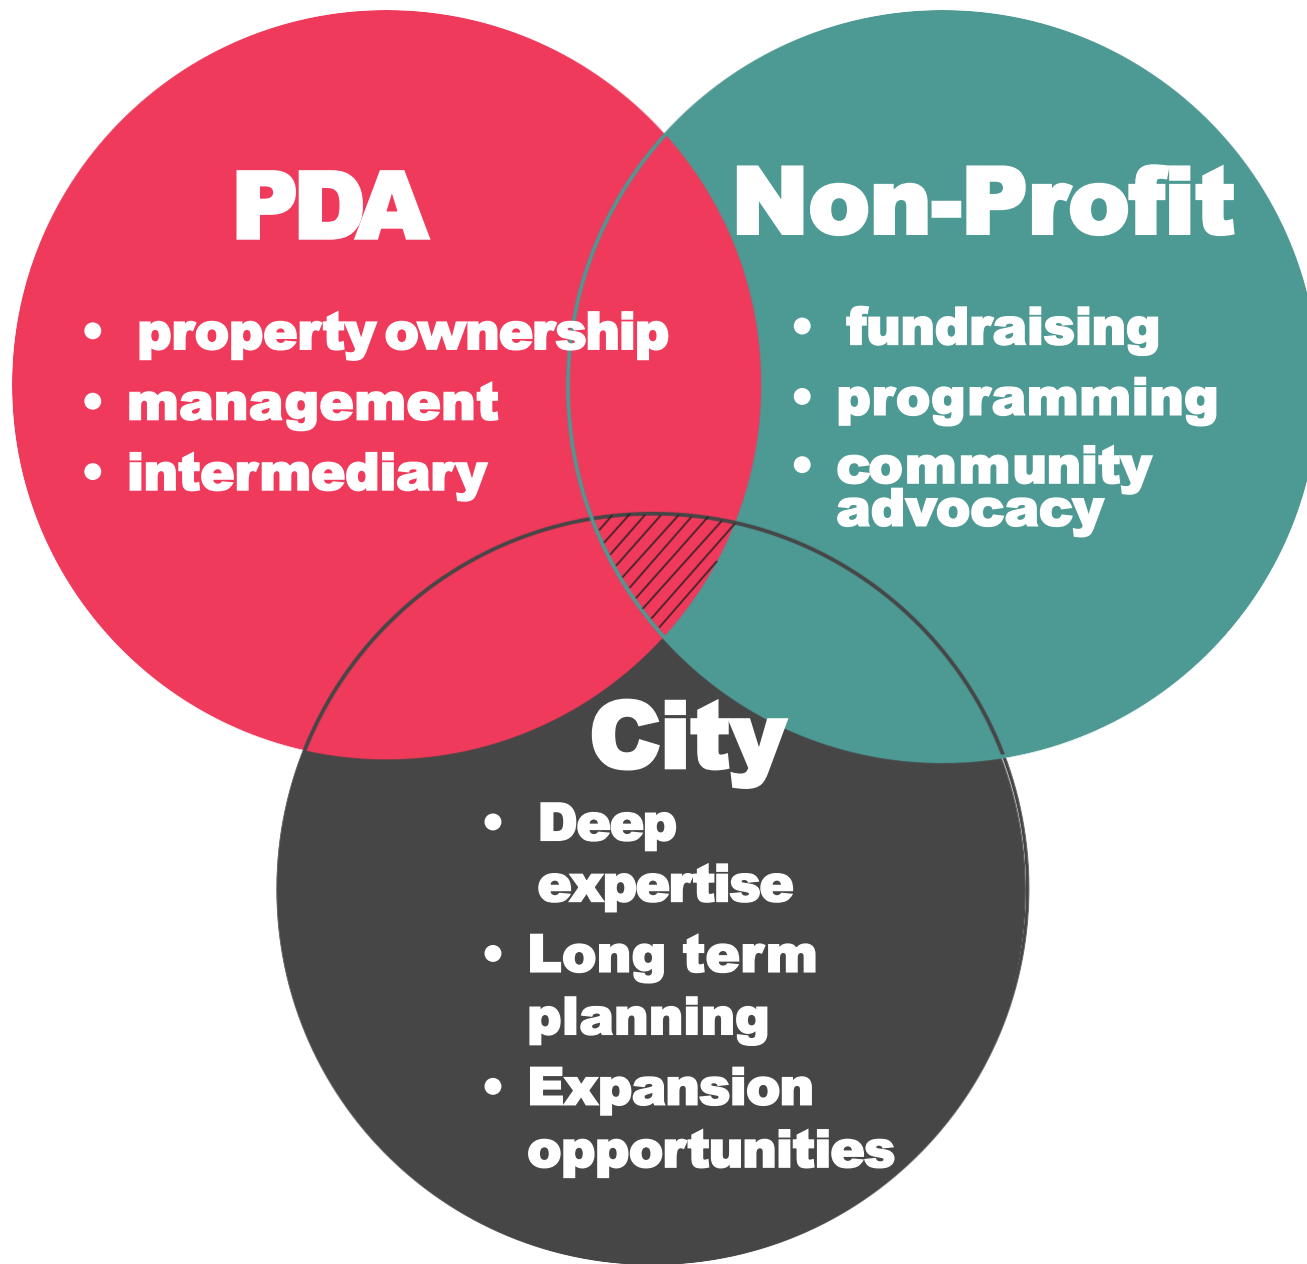 PDA
• property ownership
• management
• intermediary
Non-Profit
• fundraising
• programming
• community
advocacy
City
• Deep
expertise
• Long term
planning
• Expansion
opportunities